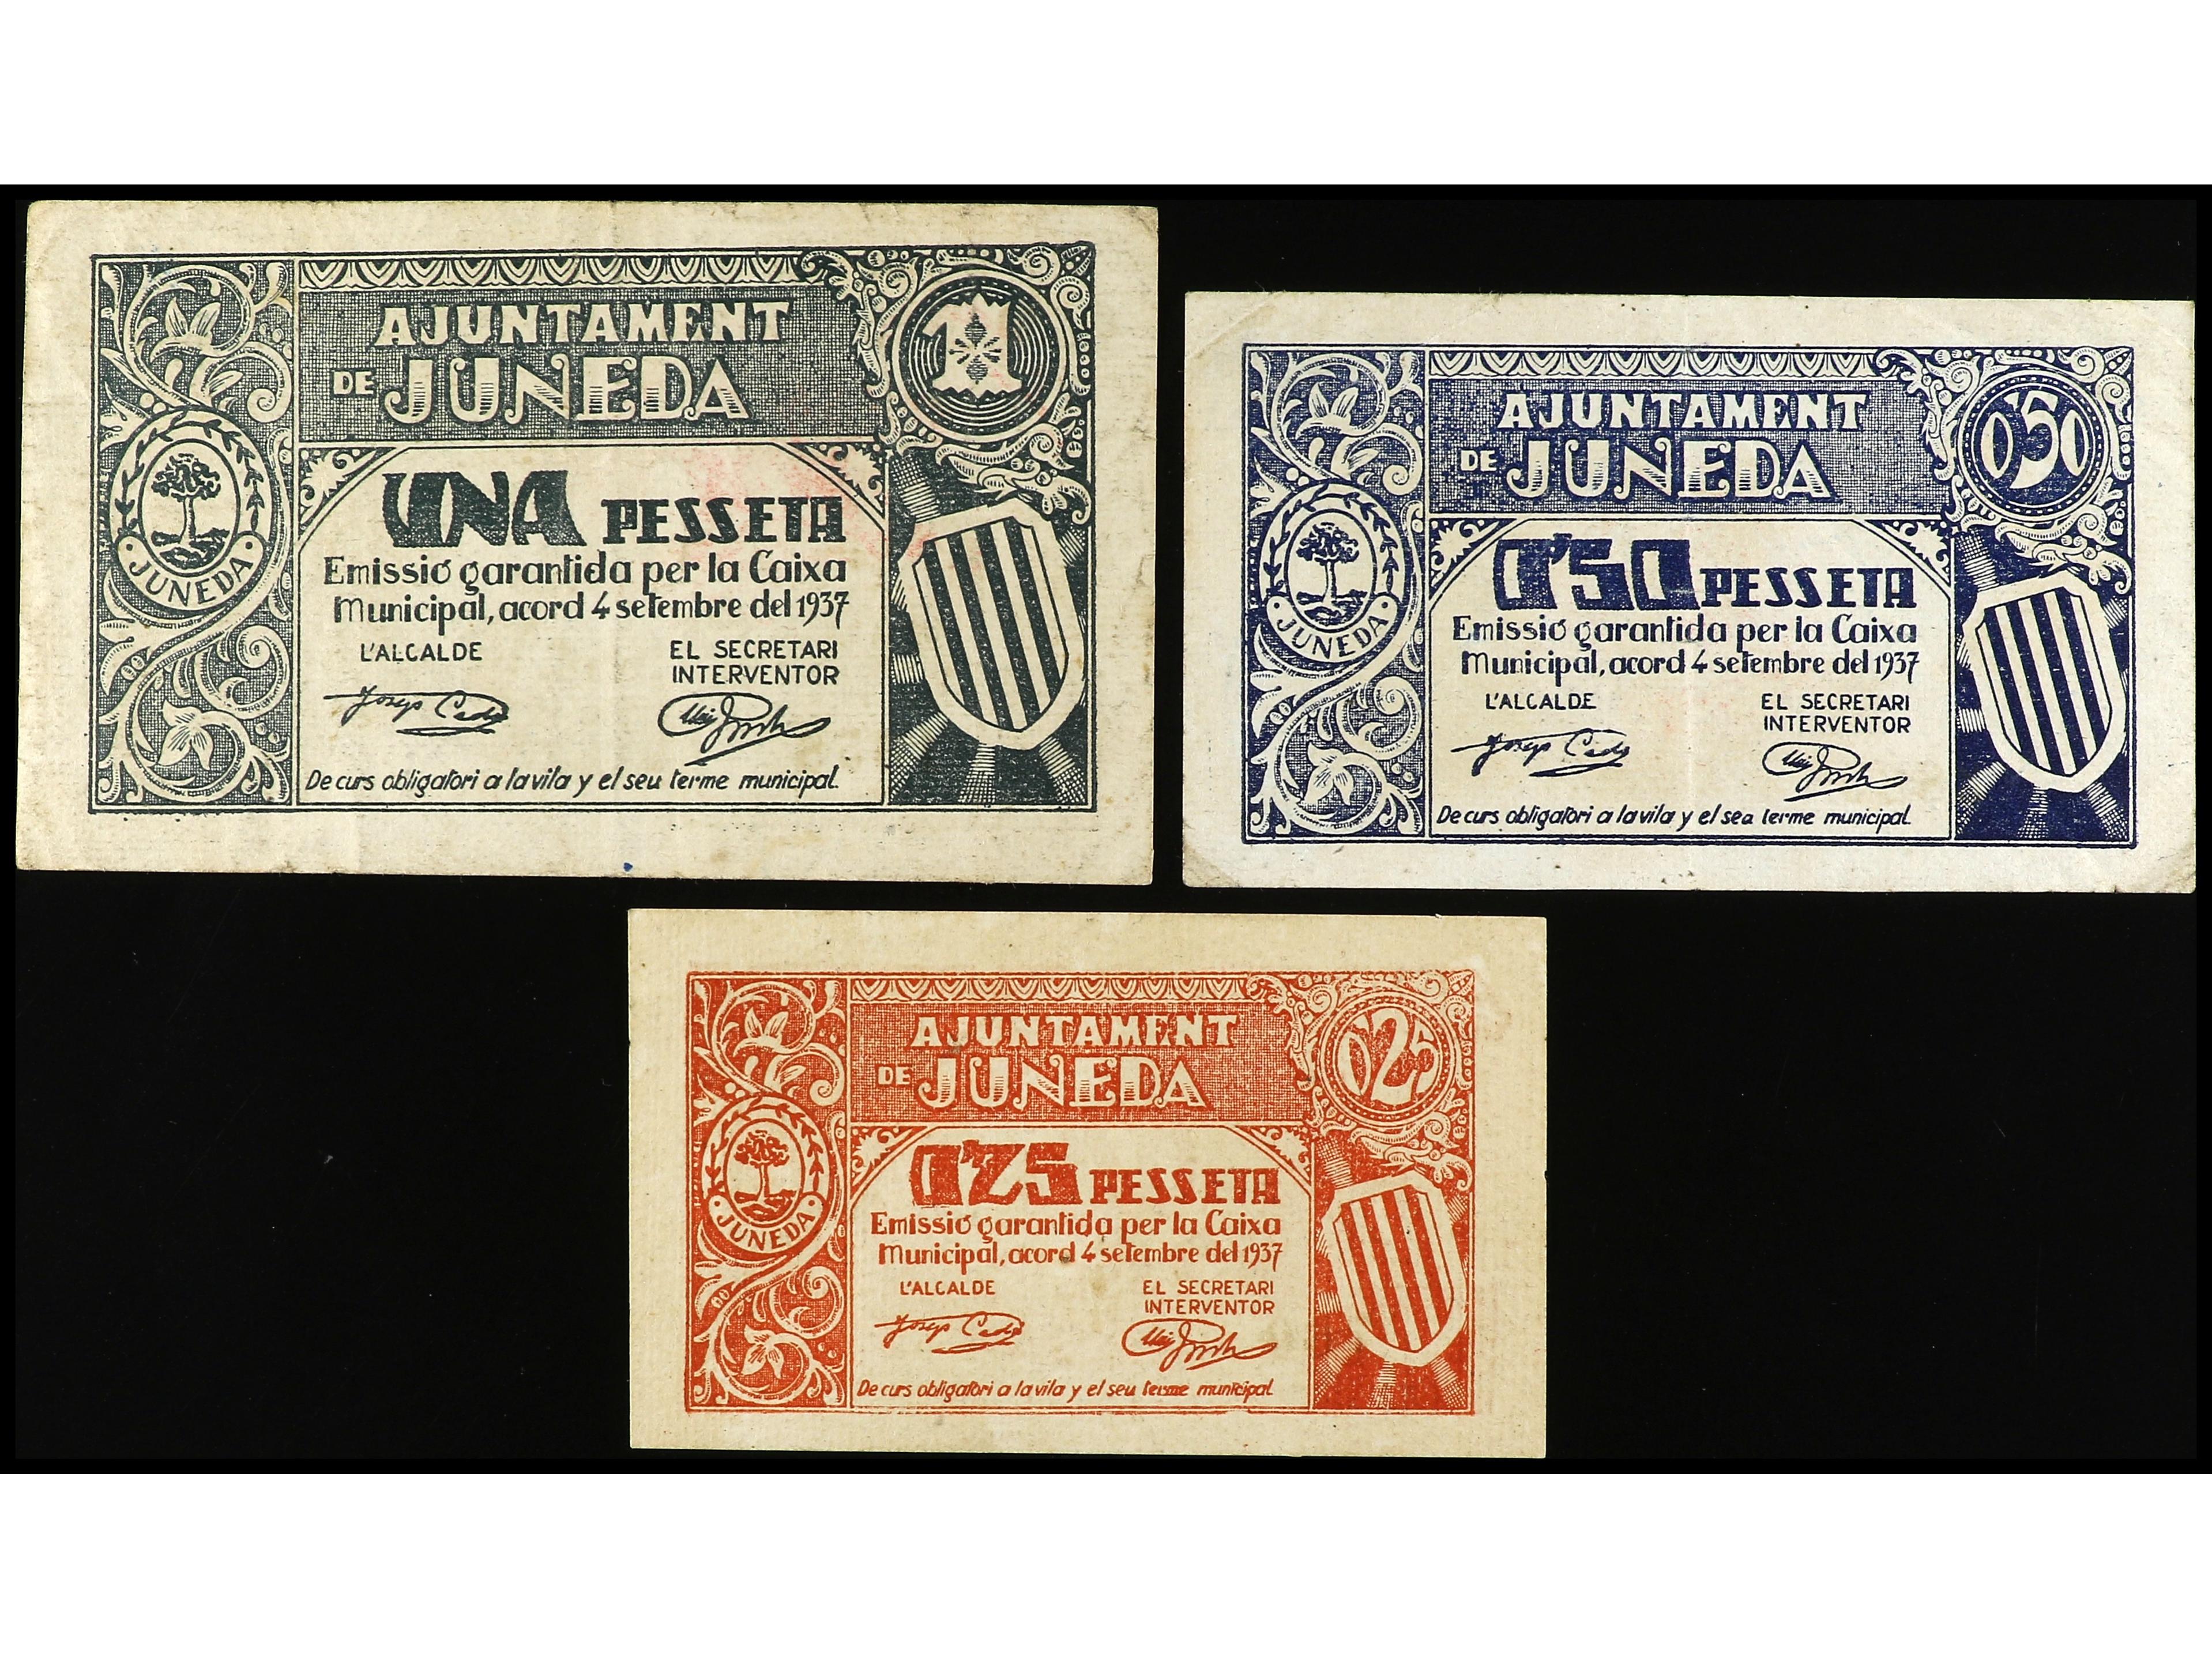 AJUNTAMENT
DE JUNEDA
1
JUNEDA
UNA PESSETA
Emissió garantida per la Caixa
Municipal, acord 4 setembre del 1937
L'ALCALDE
EL SECRETARI
INTERVENTOR
De curs obligatori a la vila y el seu terme municipal.
AJUNTAMENT
DE JUNEDA
0'50
JUNEDA
0'50 PESSETA
Emissió garantida per la Caixa
Municipal, acord 4 setembre del 1937
L'ALCALDE
EL SECRETARI
INTERVENTOR
De curs obligatori a la vila y el seu terme municipal.
AJUNTAMENT
DE JUNEDA
0'25
JUNEDA
0'25 PESSETA
Emissió garantida per la Caixa
Municipal, acord 4 setembre del 1937
L'ALCALDE
EL SECRETARI
INTERVENTOR
De curs obligatori a la vila y el seu terme municipal.